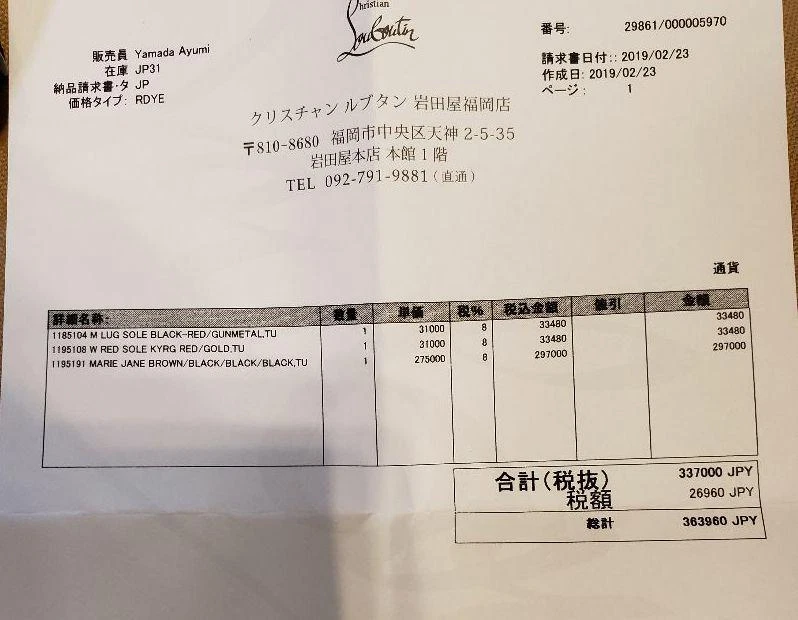 Christian
Louboutin
番号: 29861/000005970
請求書日付:: 2019/02/23
作成日: 2019/02/23
ページ: 1
販売員 Yamada Ayumi
在庫 JP31
納品請求書・タ JP
価格タイプ: RDYE
クリスチャン ルブタン 岩田屋福岡店
〒810-8680 福岡市中央区天神 2-5-35
岩田屋本店 本館 1 階
TEL 092-791-9881 (直通)
通貨
詳細名称- 数量 単価 税% 税込金額 値引 金額
1185104 M LUG SOLE BLACK-RED/GUNMETAL,TU 1 31000 8 33480 33480
1195108 W RED SOLE KYRG RED/GOLD,TU 1 31000 8 33480 33480
1195191 MARIE JANE BROWN/BLACK/BLACK/BLACK,TU 1 275000 8 297000 297000
合計(税抜) 337000 JPY
税額 26960 JPY
総計 363960 JPY